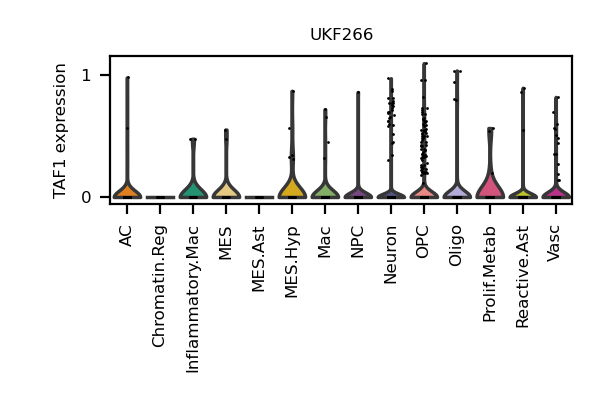 UKF266
TAF1 expression
1
0
AC
Chromatin.Reg
Inflammatory.Mac
MES
MES.Ast
MES.Hyp
Mac
NPC
Neuron
OPC
Oligo
Prolif.Metab
Reactive.Ast
Vasc